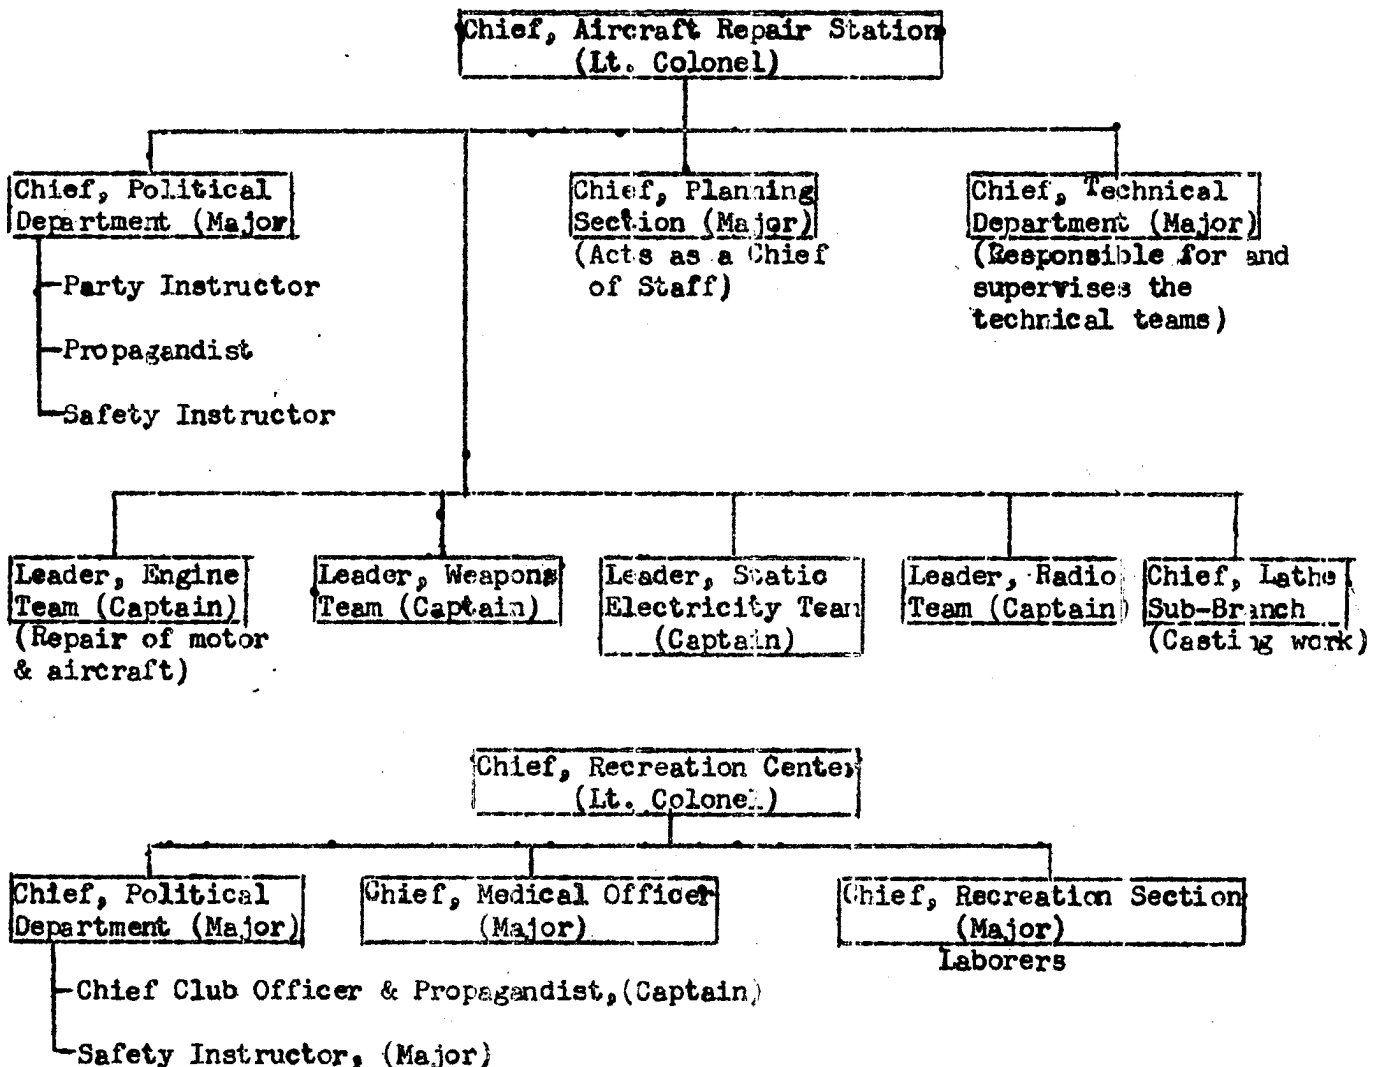 Chief, Aircraft Repair Station
(Lt. Colonel)
Chief, Political
Department (Major)
Party Instructor
Propagandist
Safety Instructor
Chief, Planning
Section (Major)
(Acts as a Chief
of Staff)
Chief, Technical
Department (Major)
(Responsible for and
supervises the
technical teams)
Leader, Engine
Team (Captain)
(Repair of motor
& aircraft)
Leader, Weapons
Team (Captain)
Leader, Static
Electricity Team
(Captain)
Leader, Radio
Team (Captain)
Chief, Lathe
Sub-Branch
(Casting work)
Chief, Recreation Center
(Lt. Colonel)
Chief, Political
Department (Major)
Chief Club Officer & Propagandist, (Captain)
Safety Instructor, (Major)
Chief, Medical Officer
(Major)
Chief, Recreation Section
(Major)
Laborers